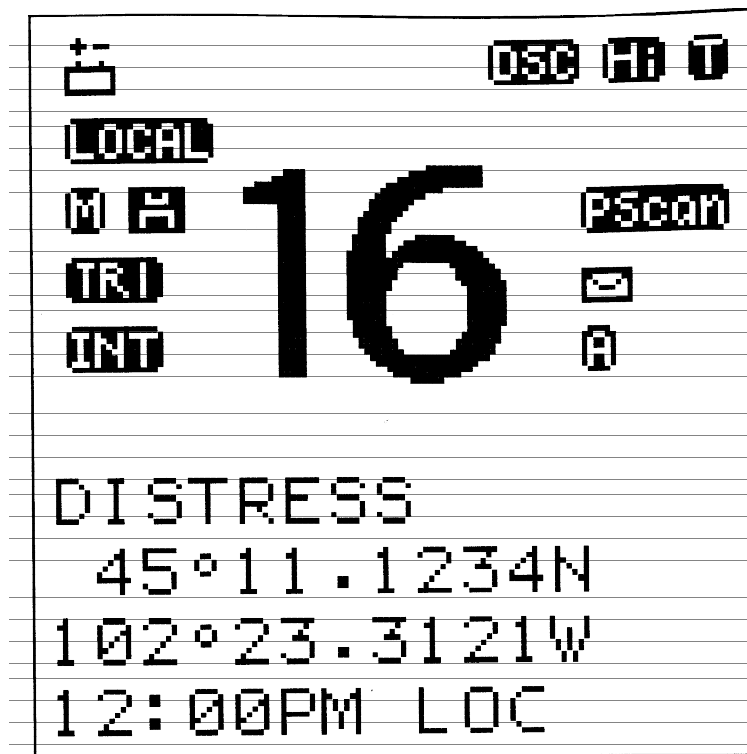 DSC Hi T
LOCAL
M 16 PScan
TRI
INT A
DISTRESS
45°11.1234N
102°23.3121W
12:00PM LOC